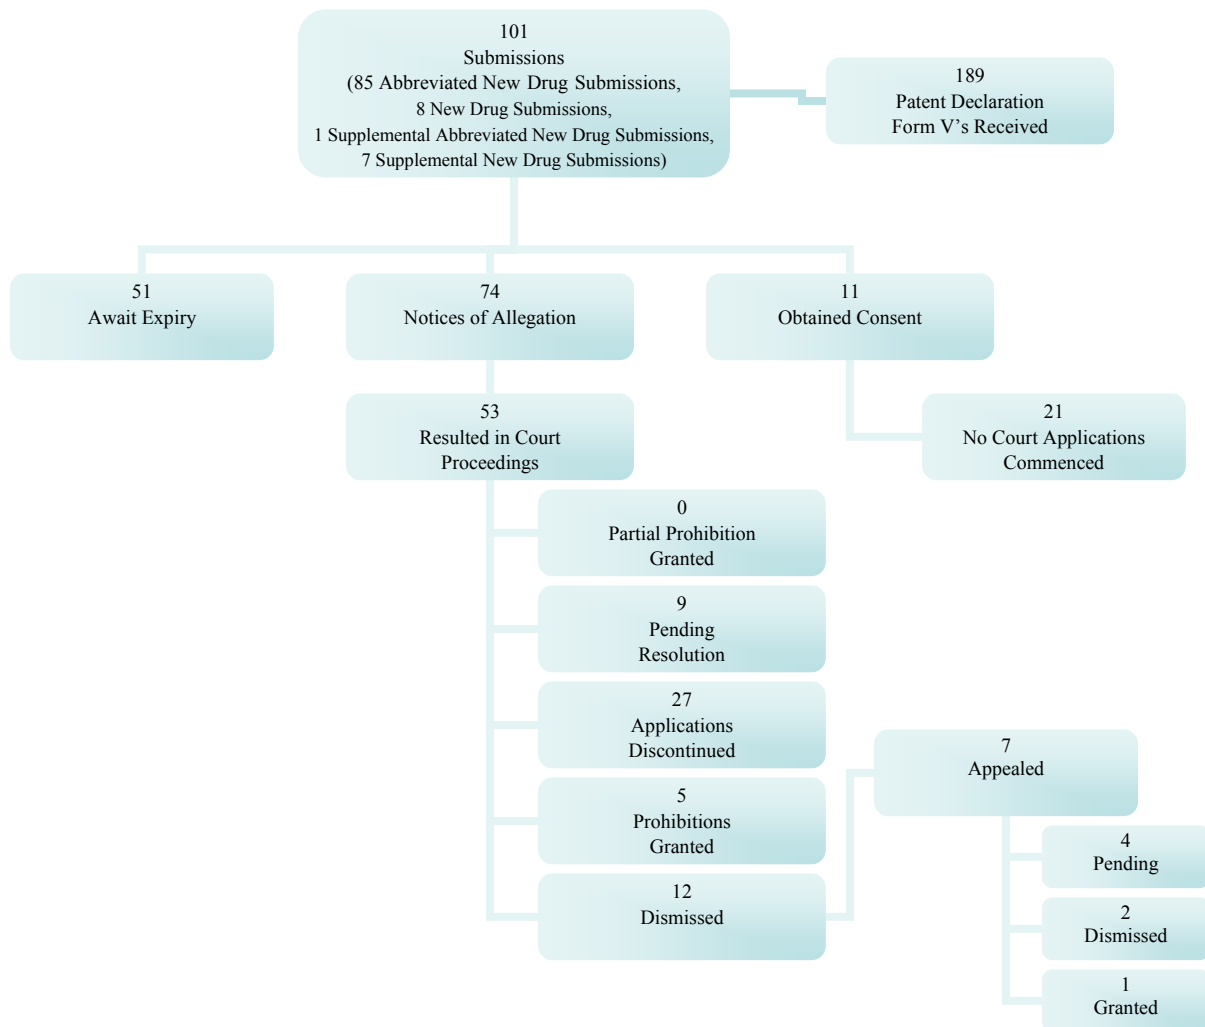 101
Submissions
(85 Abbreviated New Drug Submissions,
8 New Drug Submissions,
1 Supplemental Abbreviated New Drug Submissions,
7 Supplemental New Drug Submissions)
189
Patent Declaration
Form V's Received
51
Await Expiry
74
Notices of Allegation
11
Obtained Consent
53
Resulted in Court
Proceedings
21
No Court Applications
Commenced
0
Partial Prohibition
Granted
9
Pending
Resolution
27
Applications
Discontinued
5
Prohibitions
Granted
12
Dismissed
7
Appealed
4
Pending
2
Dismissed
1
Granted